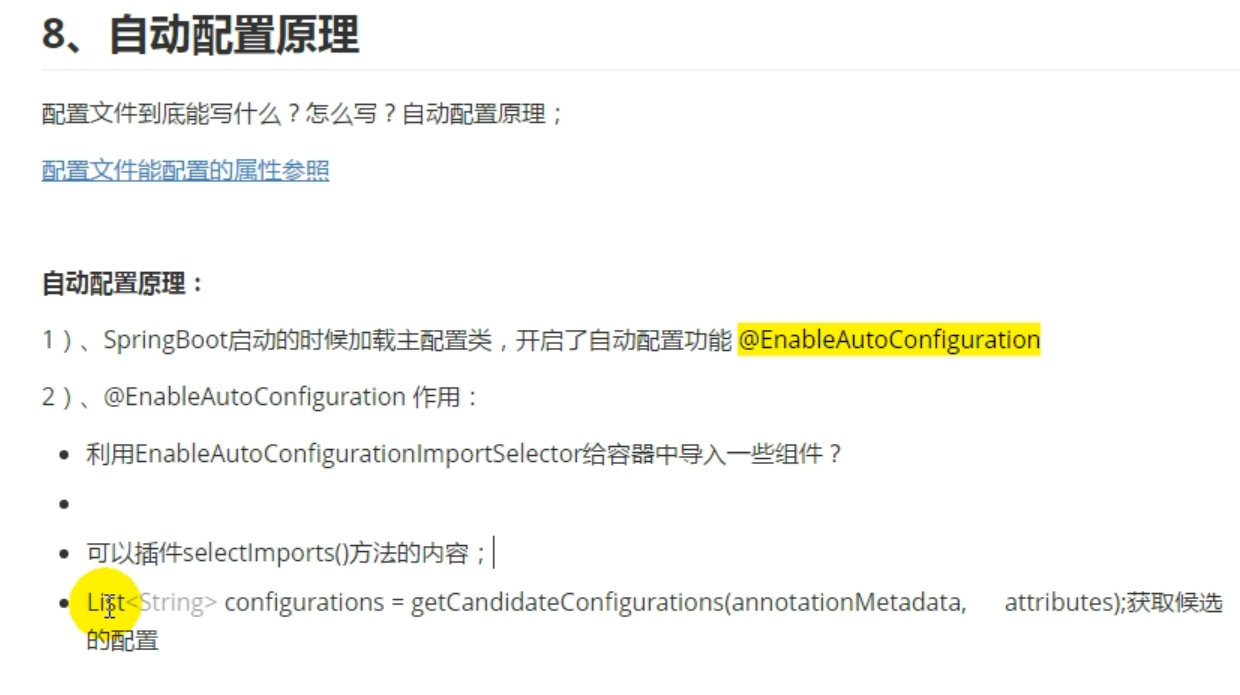 8、自动配置原理
配置文件到底能写什么？怎么写？自动配置原理；
配置文件能配置的属性参照
自动配置原理：
1）、SpringBoot启动的时候加载主配置类，开启了自动配置功能 @EnableAutoConfiguration
2）、@EnableAutoConfiguration 作用：
利用EnableAutoConfigurationImportSelector给容器中导入一些组件？
可以插件selectImports()方法的内容；
List<String> configurations = getCandidateConfigurations(annotationMetadata, attributes);获取候选
的配置